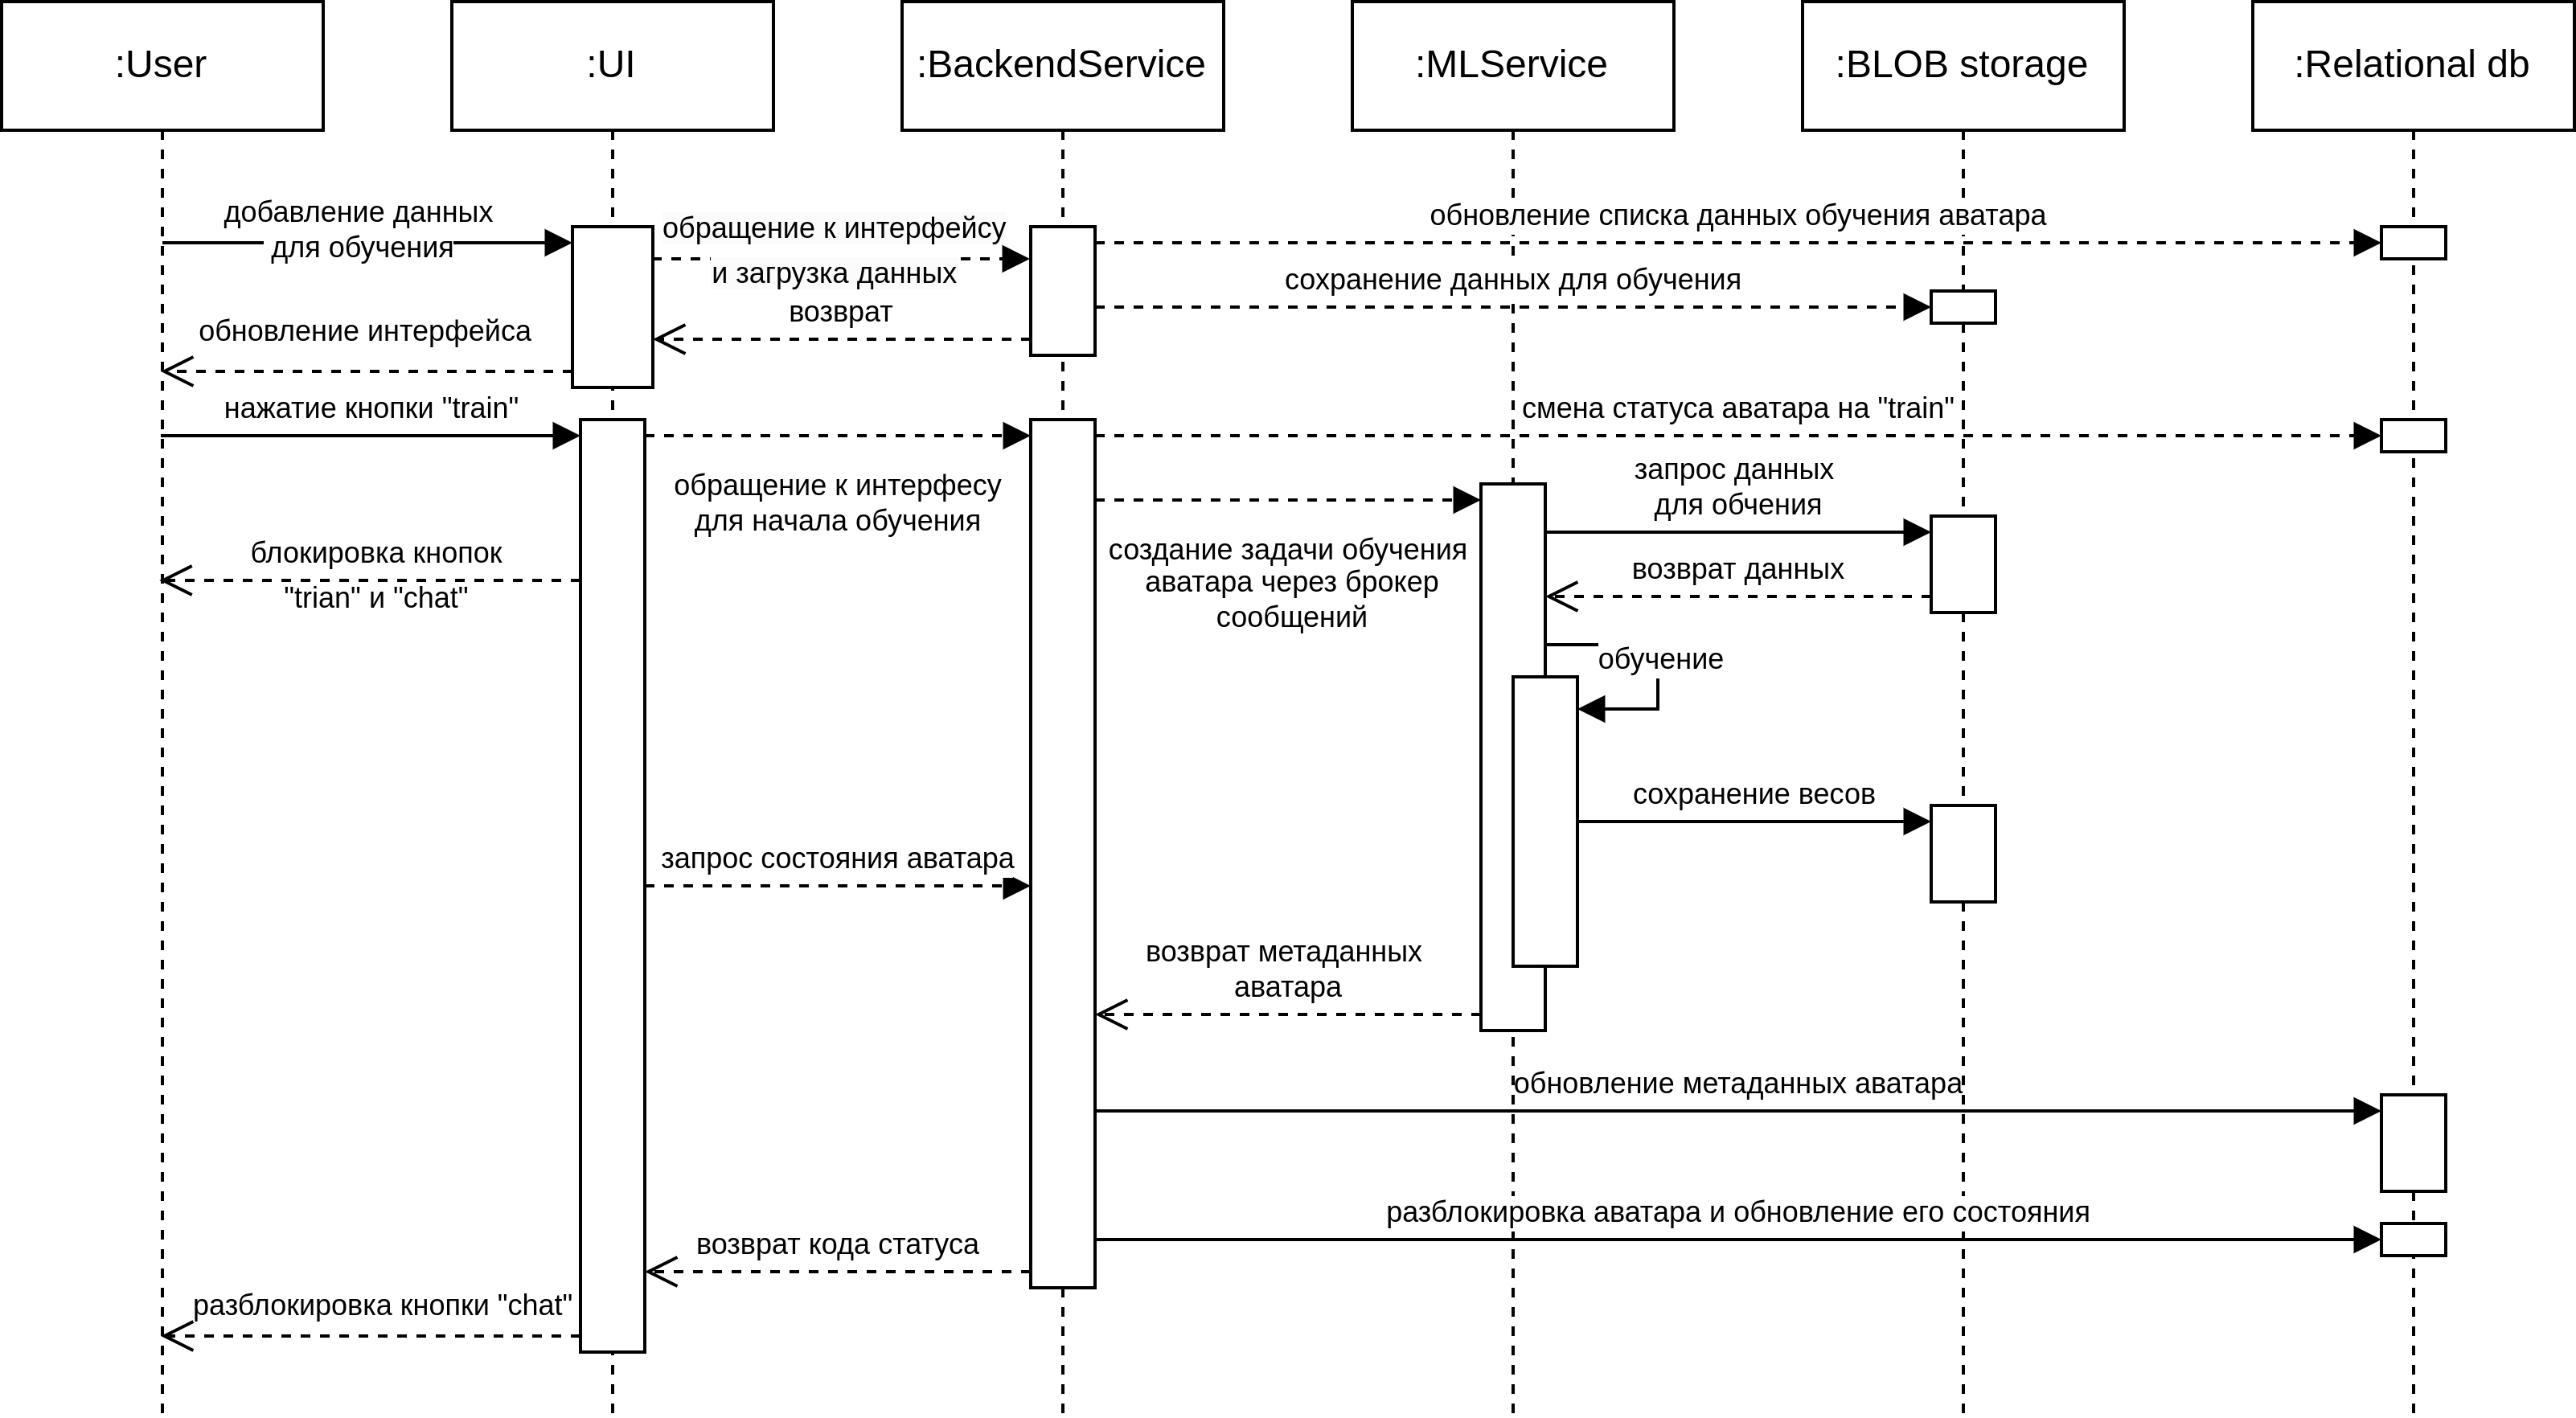 :User
:UI
:BackendService
:MLService
:BLOB storage
:Relational db
добавление данных
для обучения
обращение к интерфейсу
и загрузка данных
обновление списка данных обучения аватара
сохранение данных для обучения
возврат
обновление интерфейса
нажатие кнопки "train"
смена статуса аватара на "train"
обращение к интерфесу
для начала обучения
запрос данных
для обчения
блокировка кнопок
"trian" и "chat"
создание задачи обучения
аватара через брокер
сообщений
возврат данных
обучение
сохранение весов
запрос состояния аватара
возврат метаданных
аватара
обновление метаданных аватара
разблокировка аватара и обновление его состояния
возврат кода статуса
разблокировка кнопки "chat"